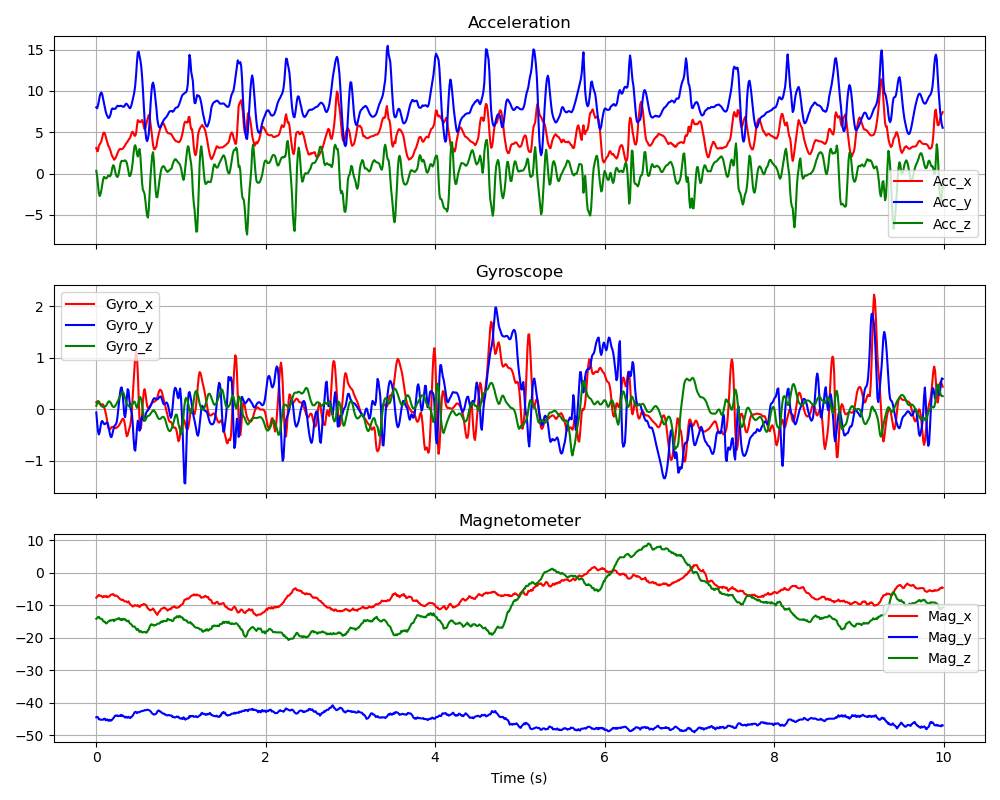 Acceleration
15
10
5
0
−5
Acc_x
Acc_y
Acc_z
Gyroscope
2
1
0
−1
Gyro_x
Gyro_y
Gyro_z
Magnetometer
10
0
−10
−20
−30
−40
−50
Mag_x
Mag_y
Mag_z
0 2 4 6 8 10
Time (s)